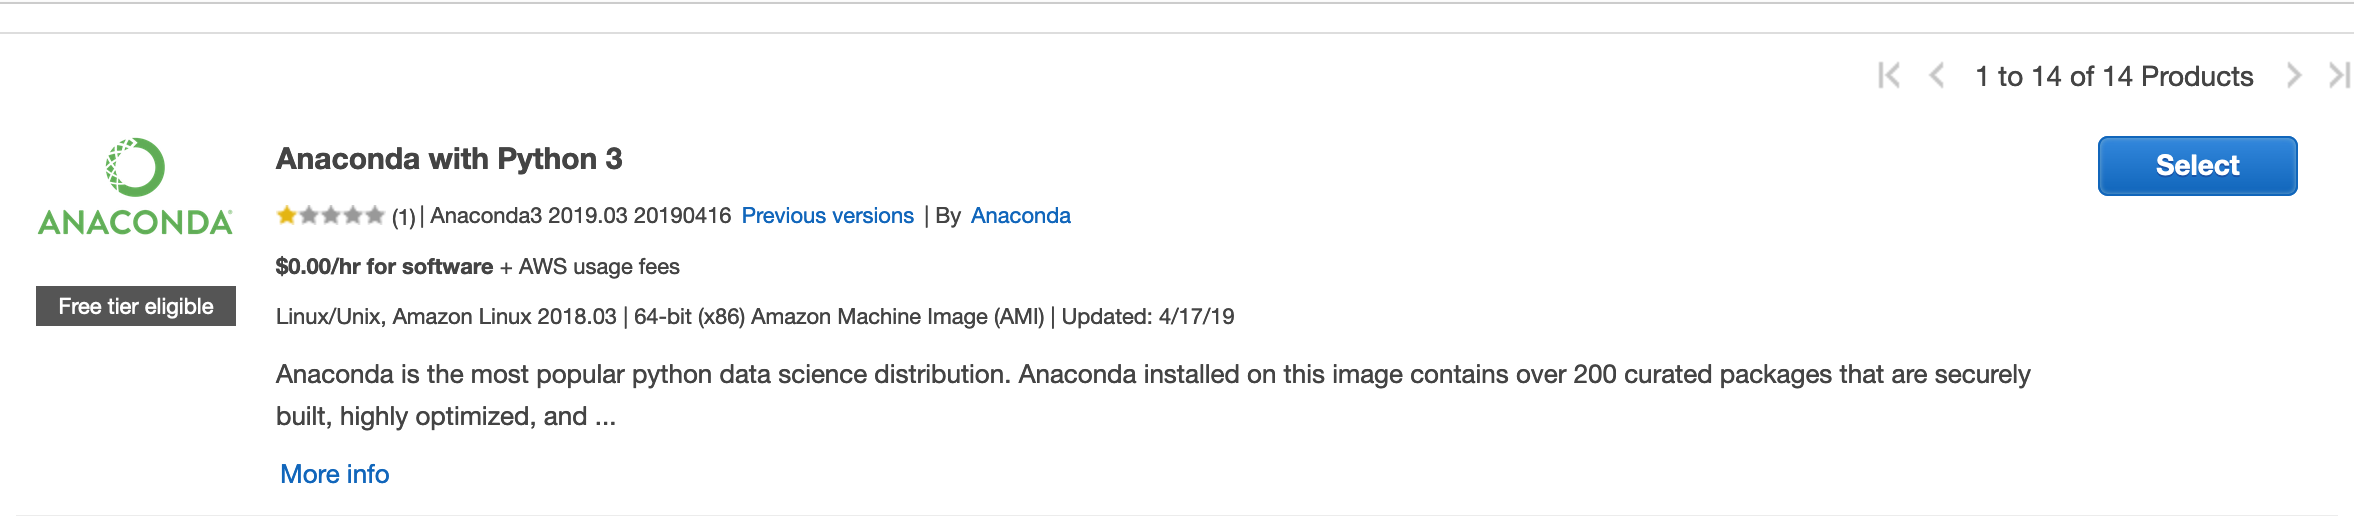 1 to 14 of 14 Products
ANACONDA
Free tier eligible
Anaconda with Python 3
Select
(1) | Anaconda3 2019.03 20190416 Previous versions | By Anaconda
$0.00/hr for software + AWS usage fees
Linux/Unix, Amazon Linux 2018.03 | 64-bit (x86) Amazon Machine Image (AMI) | Updated: 4/17/19
Anaconda is the most popular python data science distribution. Anaconda installed on this image contains over 200 curated packages that are securely
built, highly optimized, and ...
More info